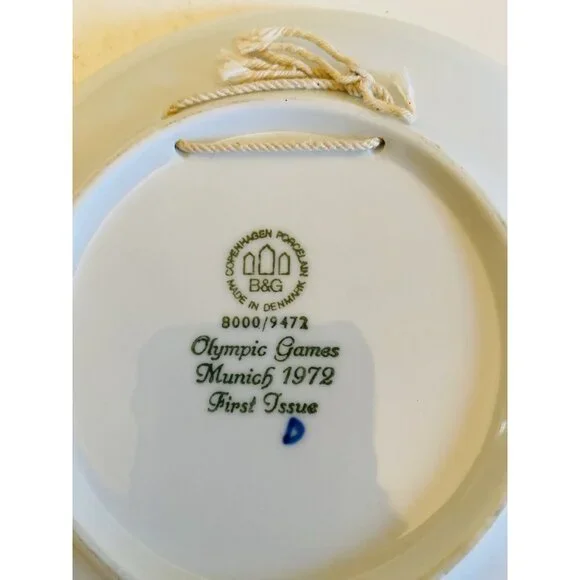 COPENHAGEN PORCELAIN
B&G
MADE IN DENMARK
8000/9472
Olympic Games
Munich 1972
First Issue
D